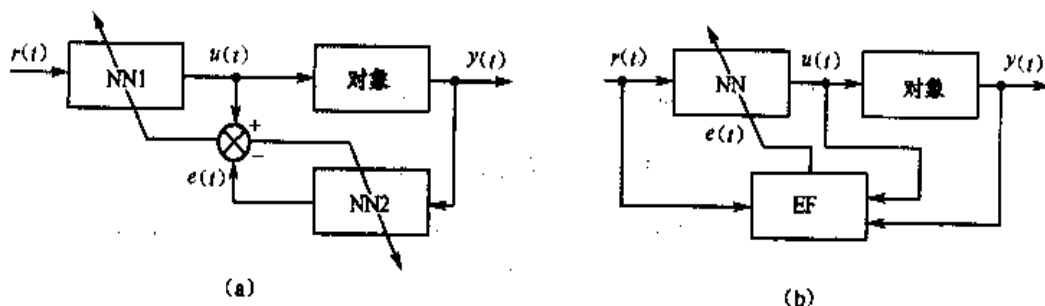 r(t)
NN1
u(t)
对象
y(t)
+
−
e(t)
NN2
(a)
r(t)
NN
u(t)
对象
y(t)
e(t)
EF
(b)